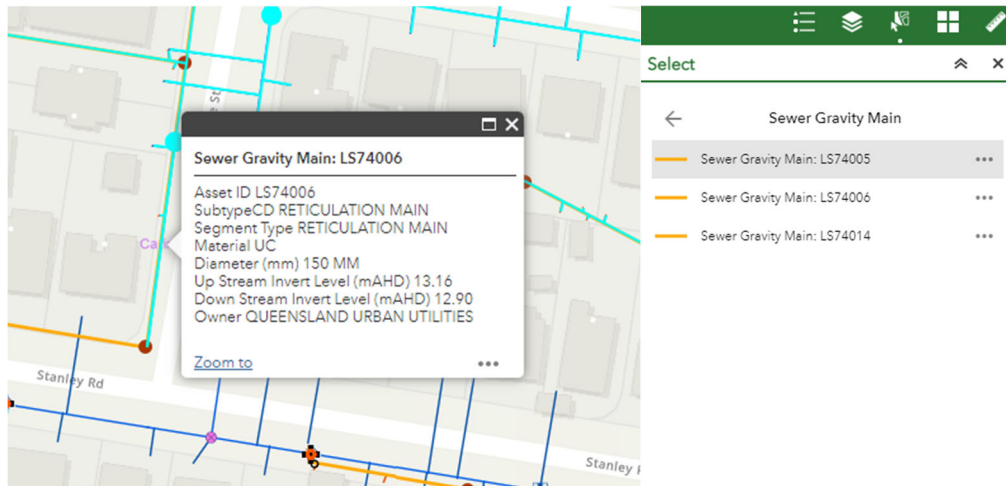 Sewer Gravity Main: LS74006
Asset ID LS74006
SubtypeCD RETICULATION MAIN
Segment Type RETICULATION MAIN
Material UC
Diameter (mm) 150 MM
Up Stream Invert Level (mAHD) 13.16
Down Stream Invert Level (mAHD) 12.90
Owner QUEENSLAND URBAN UTILITIES
Zoom to
Stanley Rd
Stanley
Select
Sewer Gravity Main
Sewer Gravity Main: LS74005
Sewer Gravity Main: LS74006
Sewer Gravity Main: LS74014